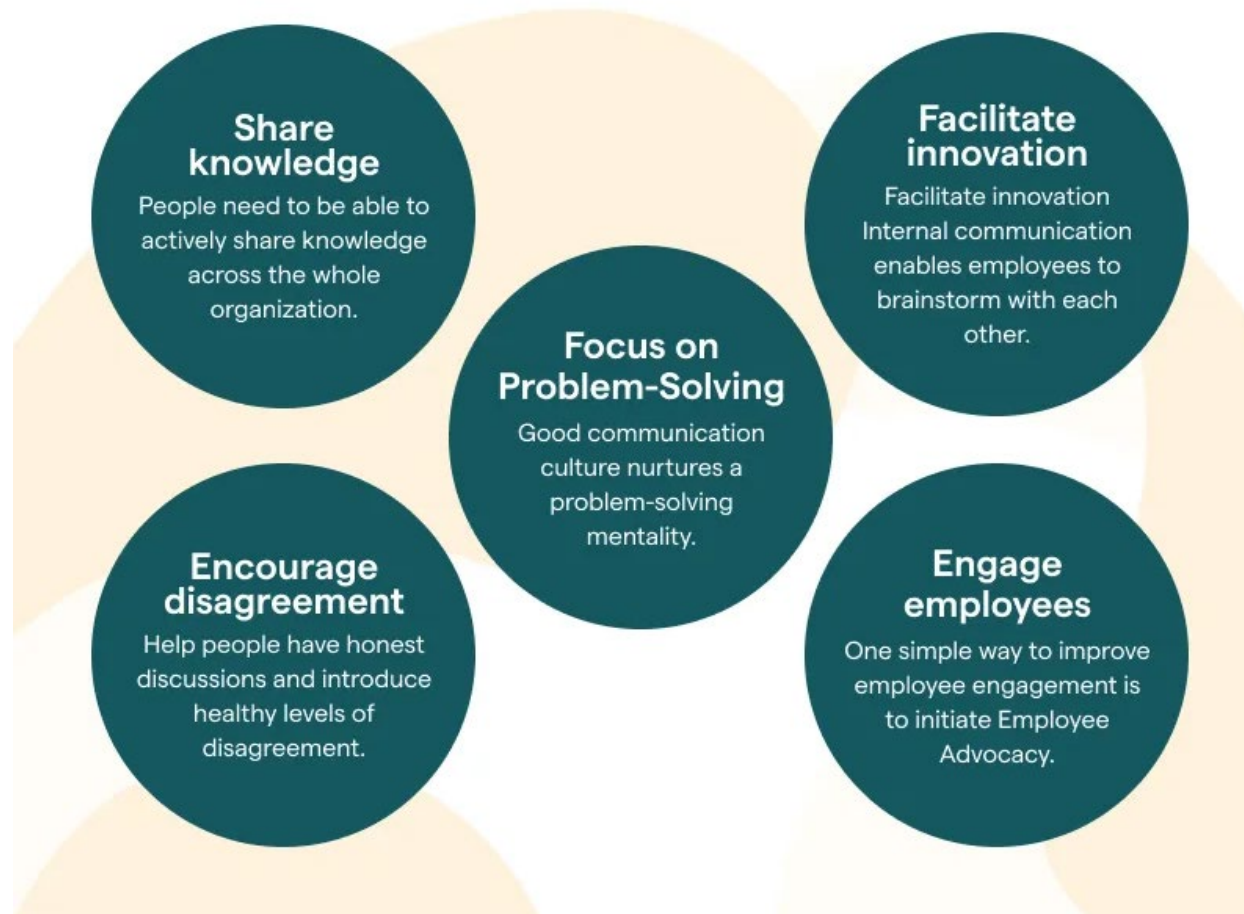 Share
knowledge
People need to be able to
actively share knowledge
across the whole
organization.
Facilitate
innovation
Facilitate innovation
Internal communication
enables employees to
brainstorm with each
other.
Focus on
Problem-Solving
Good communication
culture nurtures a
problem-solving
mentality.
Encourage
disagreement
Help people have honest
discussions and introduce
healthy levels of
disagreement.
Engage
employees
One simple way to improve
employee engagement is
to initiate Employee
Advocacy.